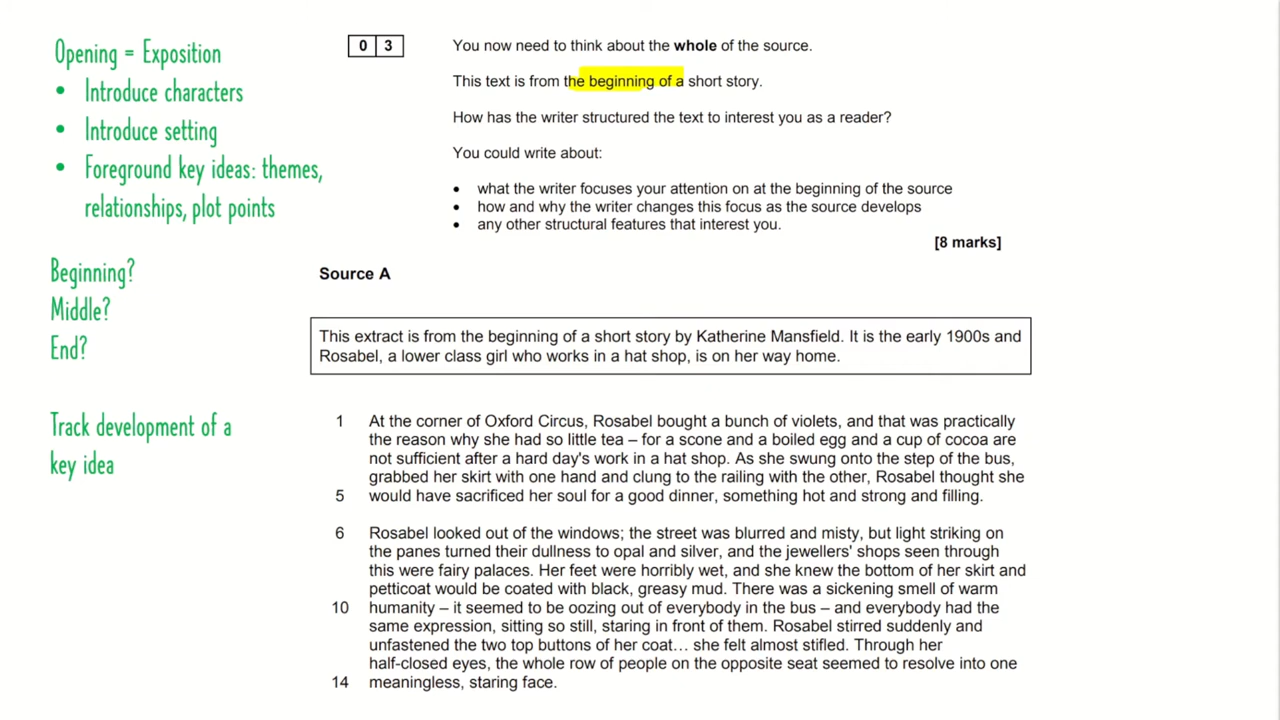 Opening = Exposition
• Introduce characters
• Introduce setting
• Foreground key ideas: themes,
relationships, plot points
Beginning?
Middle?
End?
Track development of a
key idea
0 3
You now need to think about the whole of the source.
This text is from the beginning of a short story.
How has the writer structured the text to interest you as a reader?
You could write about:
• what the writer focuses your attention on at the beginning of the source
• how and why the writer changes this focus as the source develops
• any other structural features that interest you.
[8 marks]
Source A
This extract is from the beginning of a short story by Katherine Mansfield. It is the early 1900s and
Rosabel, a lower class girl who works in a hat shop, is on her way home.
1 At the corner of Oxford Circus, Rosabel bought a bunch of violets, and that was practically
the reason why she had so little tea – for a scone and a boiled egg and a cup of cocoa are
not sufficient after a hard day's work in a hat shop. As she swung onto the step of the bus,
grabbed her skirt with one hand and clung to the railing with the other, Rosabel thought she
5 would have sacrificed her soul for a good dinner, something hot and strong and filling.
6 Rosabel looked out of the windows; the street was blurred and misty, but light striking on
the panes turned their dullness to opal and silver, and the jewellers' shops seen through
this were fairy palaces. Her feet were horribly wet, and she knew the bottom of her skirt and
petticoat would be coated with black, greasy mud. There was a sickening smell of warm
10 humanity – it seemed to be oozing out of everybody in the bus – and everybody had the
same expression, sitting so still, staring in front of them. Rosabel stirred suddenly and
unfastened the two top buttons of her coat... she felt almost stifled. Through her
half-closed eyes, the whole row of people on the opposite seat seemed to resolve into one
14 meaningless, staring face.